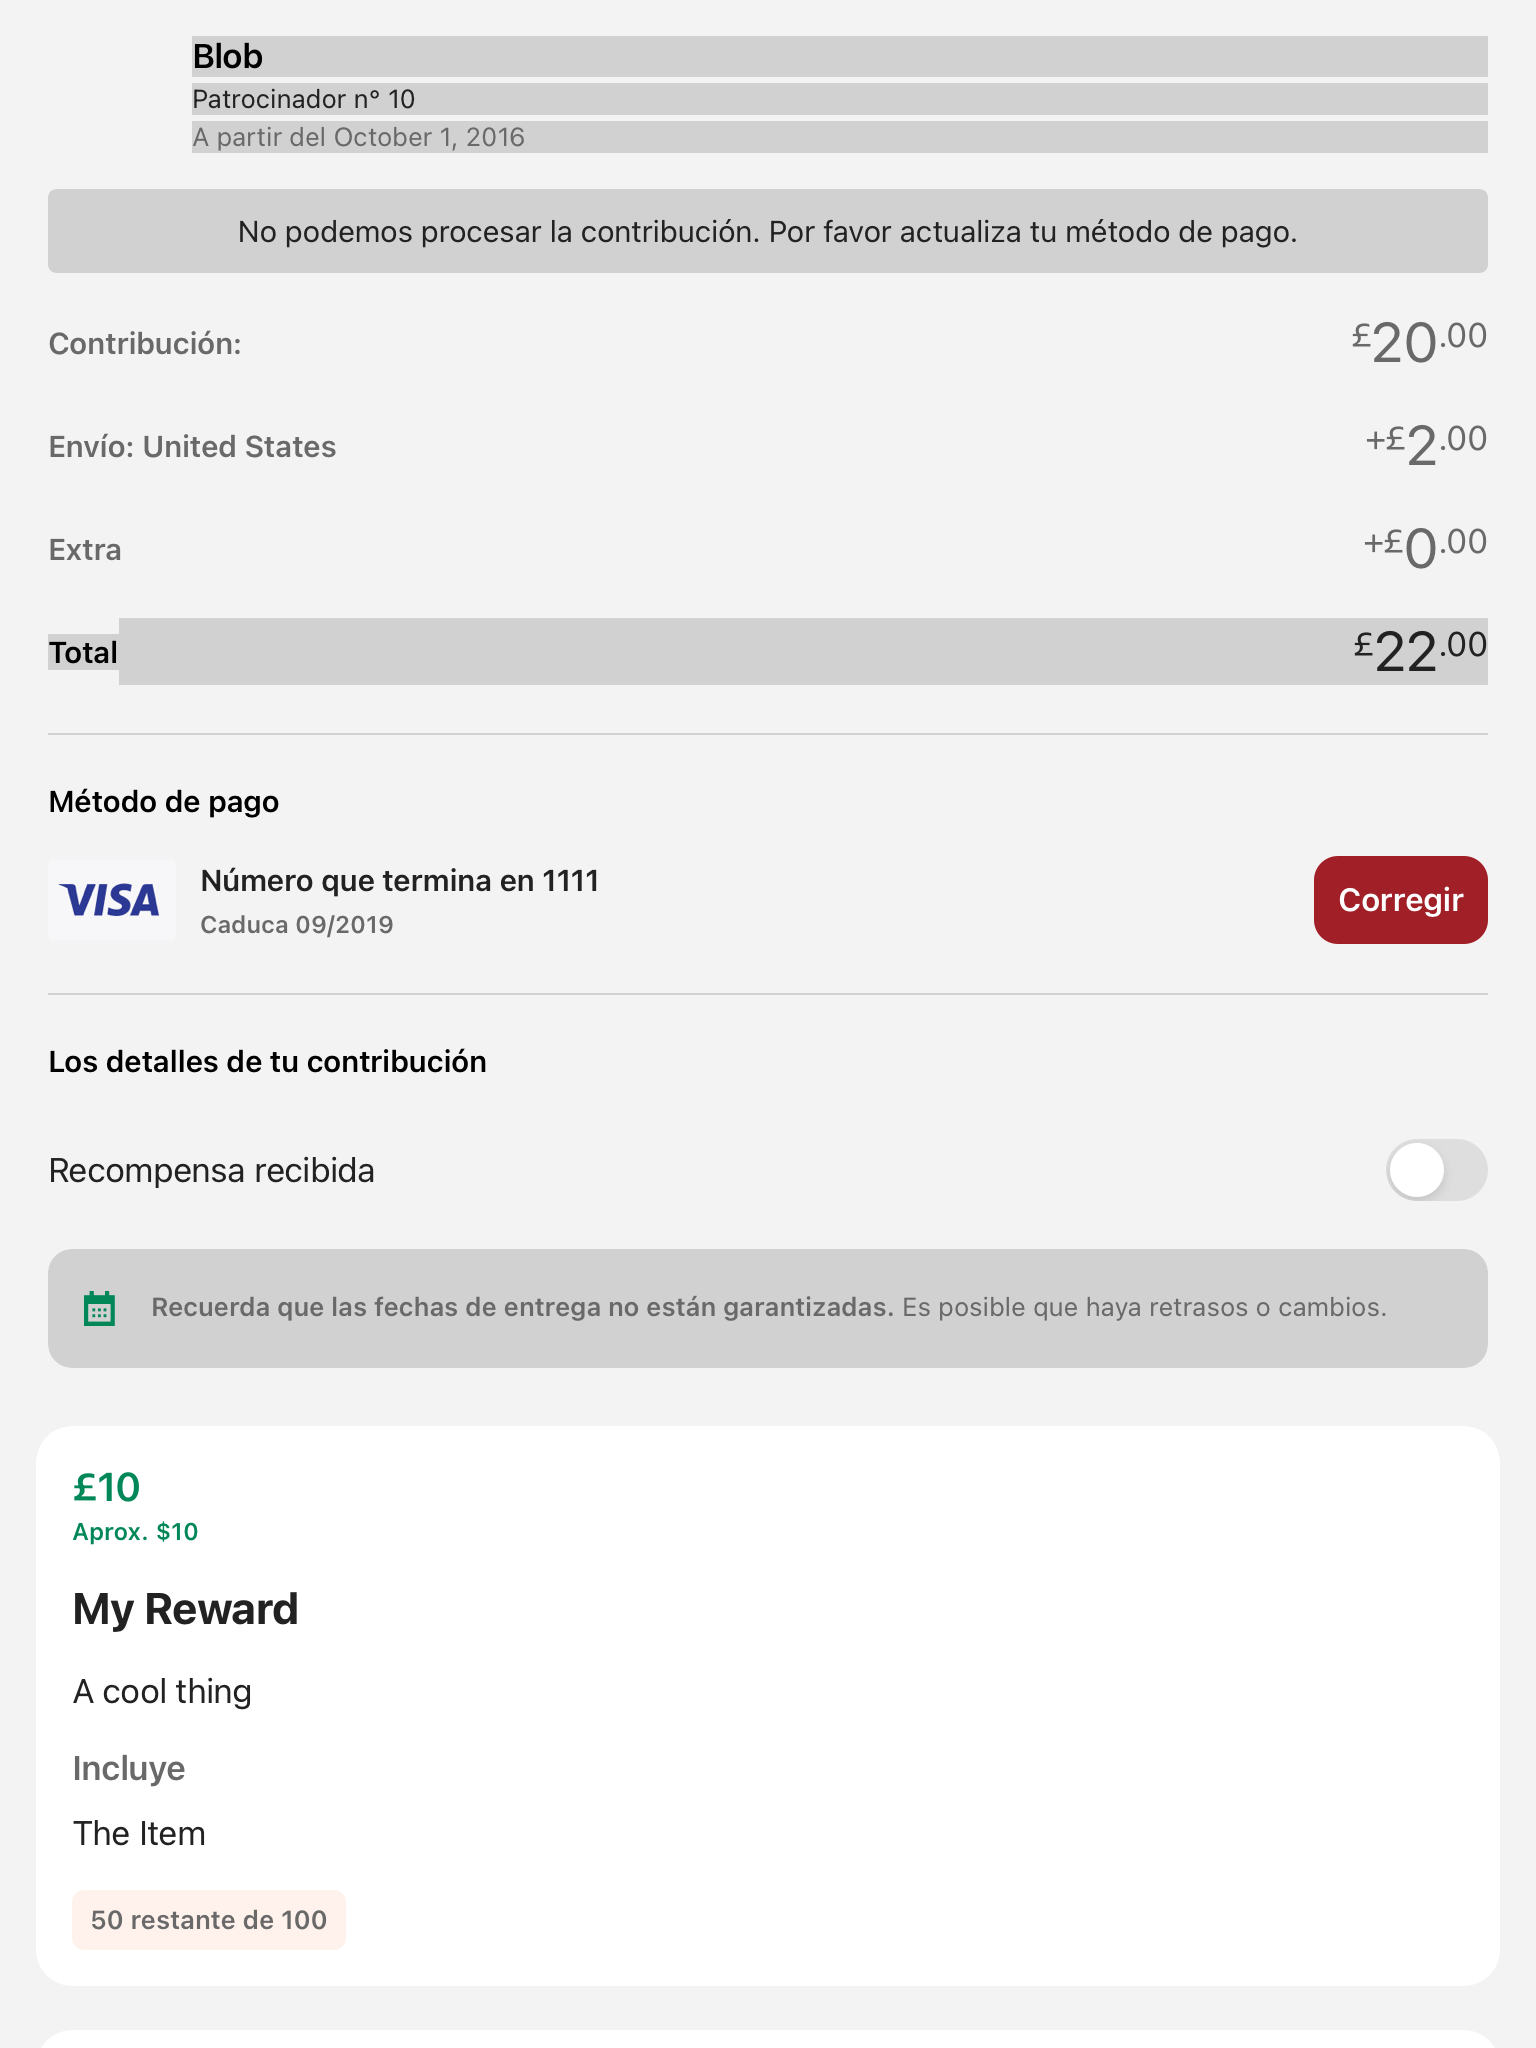 Blob
Patrocinador n° 10
A partir del October 1, 2016
No podemos procesar la contribución. Por favor actualiza tu método de pago.
Contribución: £20.00
Envío: United States +£2.00
Extra +£0.00
Total £22.00
Método de pago
VISA
Número que termina en 1111
Caduca 09/2019
Corregir
Los detalles de tu contribución
Recompensa recibida
Recuerda que las fechas de entrega no están garantizadas. Es posible que haya retrasos o cambios.
£10
Aprox. $10
My Reward
A cool thing
Incluye
The Item
50 restante de 100